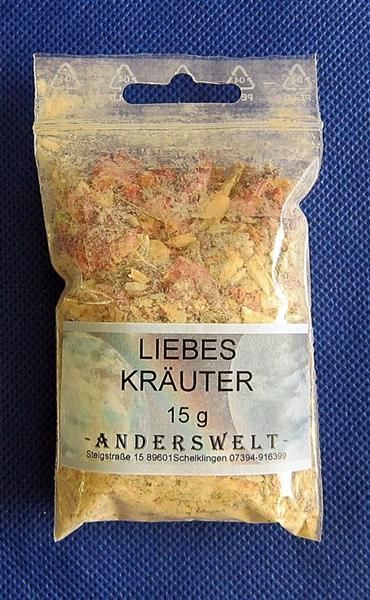 LIEBES
KRÄUTER
15 g
-ANDERSWELT-
Steigstraße 15 89601Schelklingen 07394-916399